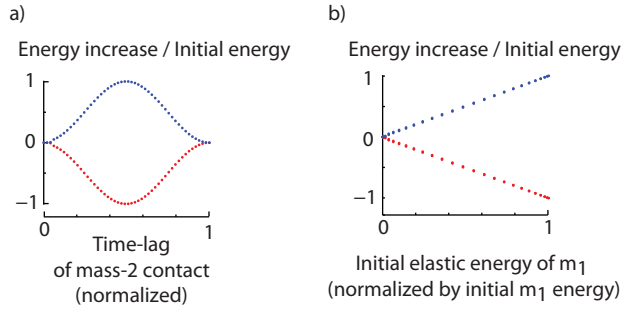 a)
Energy increase / Initial energy
1
0
−1
0
1
Time-lag
of mass-2 contact
(normalized)
b)
Energy increase / Initial energy
1
0
−1
0
1
Initial elastic energy of m₁
(normalized by initial m₁ energy)